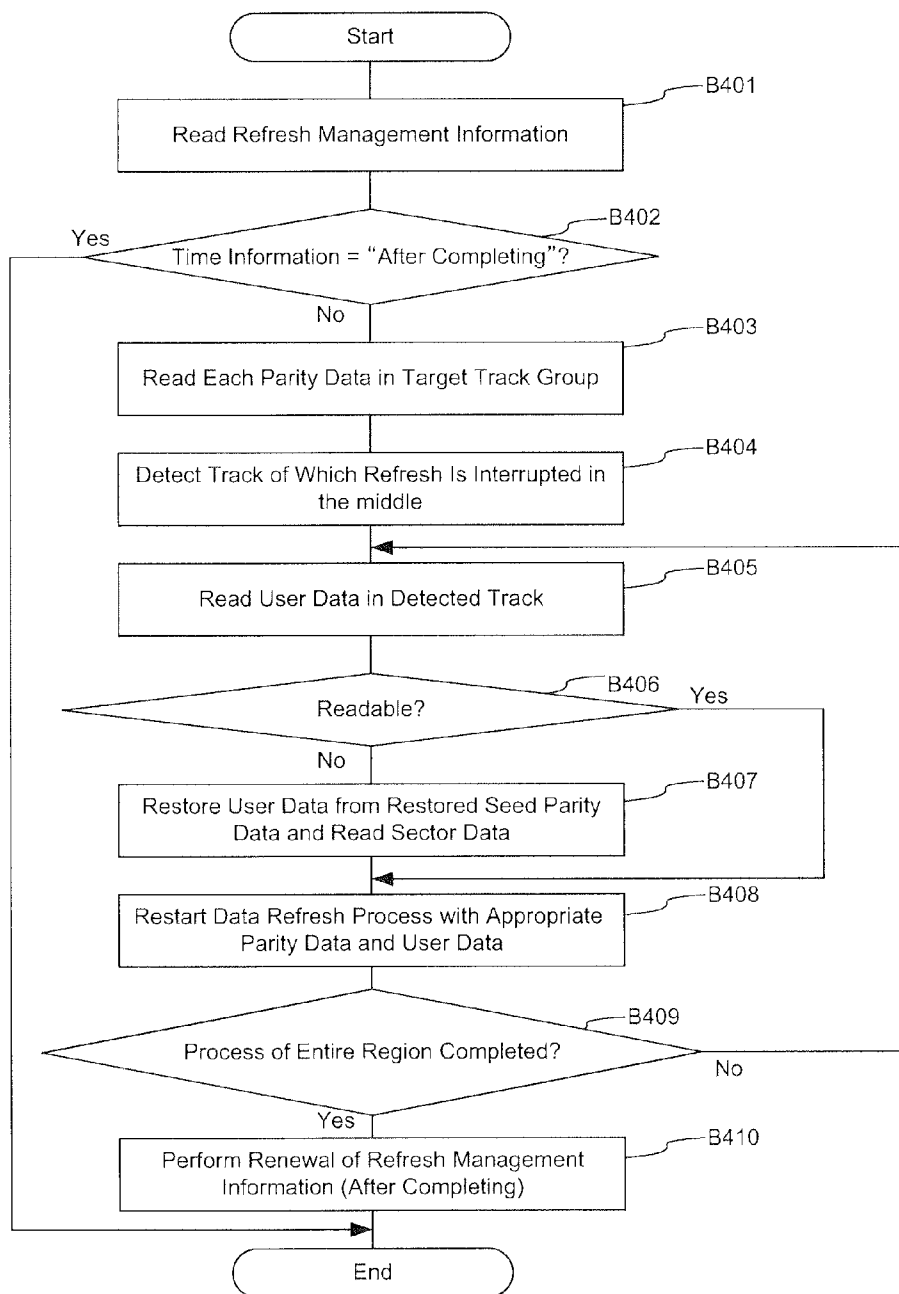 Start
B401
Read Refresh Management Information
B402
Yes
Time Information = “After Completing”?
No
B403
Read Each Parity Data in Target Track Group
B404
Detect Track of Which Refresh Is Interrupted in
the middle
B405
Read User Data in Detected Track
B406
Yes
Readable?
No
B407
Restore User Data from Restored Seed Parity
Data and Read Sector Data
B408
Restart Data Refresh Process with Appropriate
Parity Data and User Data
B409
Process of Entire Region Completed?
No
Yes
B410
Perform Renewal of Refresh Management
Information (After Completing)
End